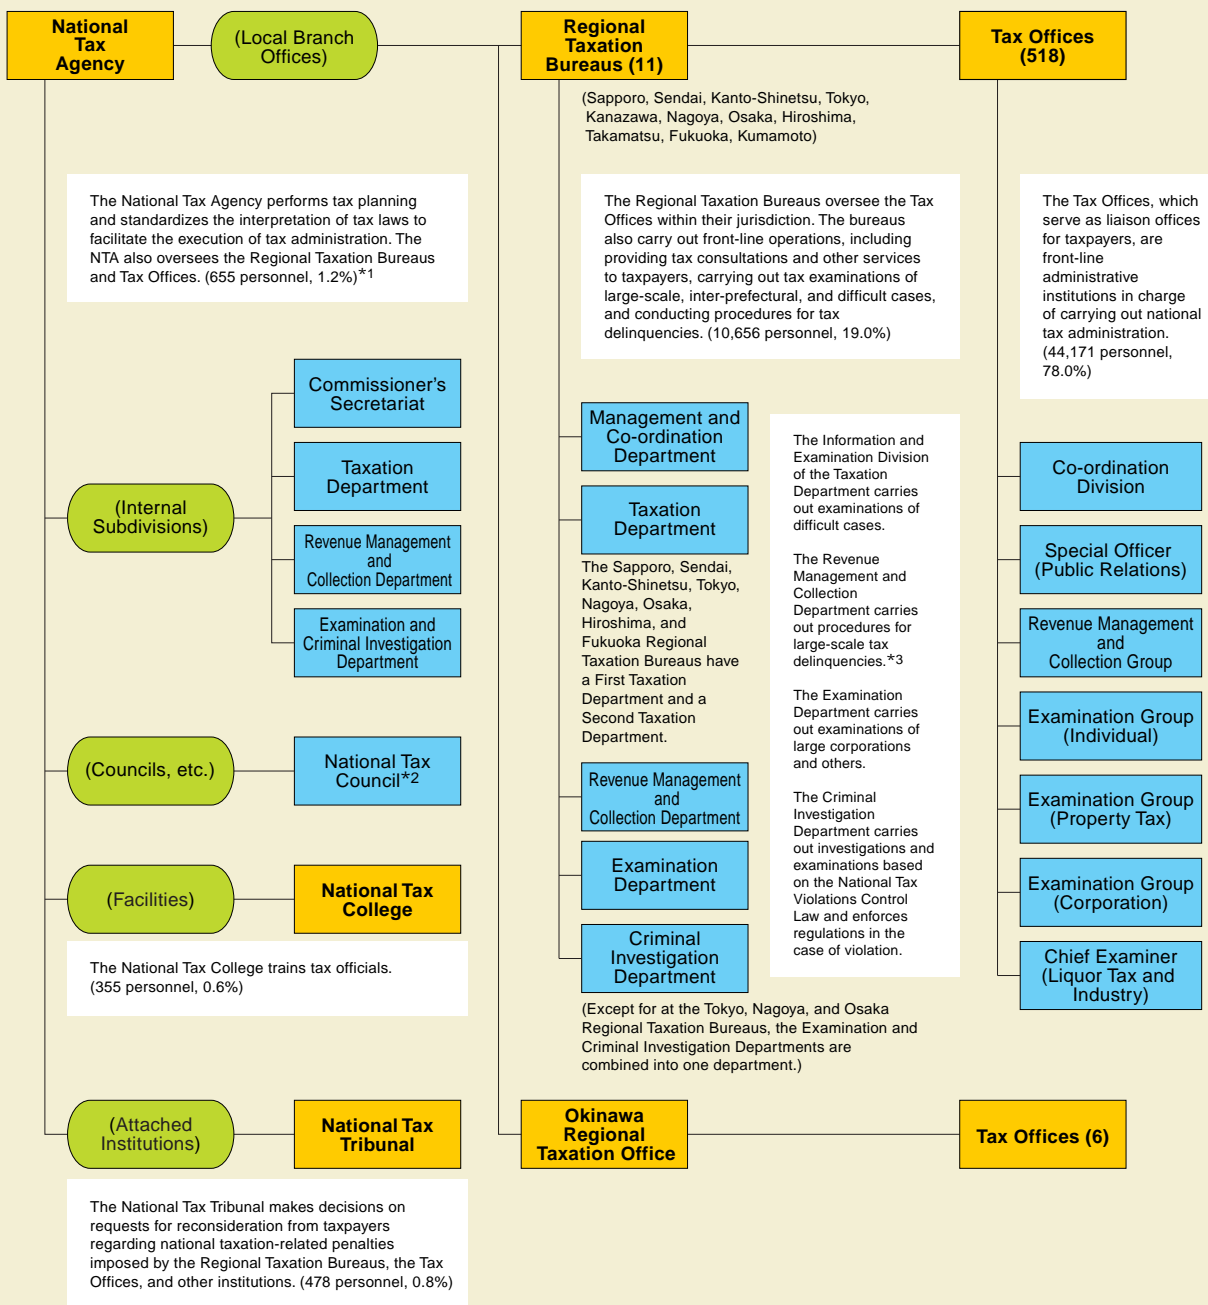 National
Tax
Agency
(Local Branch
Offices)
Regional
Taxation
Bureaus (11)
Tax Offices
(518)
(Sapporo, Sendai, Kanto-Shinetsu, Tokyo,
Kanazawa, Nagoya, Osaka, Hiroshima,
Takamatsu, Fukuoka, Kumamoto)
The National Tax Agency performs tax planning
and standardizes the interpretation of tax laws to
facilitate the execution of tax administration. The
NTA also oversees the Regional Taxation Bureaus
and Tax Offices. (655 personnel, 1.2%)*1
The Regional Taxation Bureaus oversee the Tax
Offices within their jurisdiction. The bureaus
also carry out front-line operations, including
providing tax consultations and other services
to taxpayers, carrying out tax examinations of
large-scale, inter-prefectural, and difficult cases,
and conducting procedures for tax
delinquencies. (10,656 personnel, 19.0%)
The Tax Offices, which
serve as liaison offices
for taxpayers, are
front-line
administrative
institutions in charge
of carrying out national
tax administration.
(44,171 personnel,
78.0%)
(Internal
Subdivisions)
Commissioner's
Secretariat
Taxation
Department
Revenue Management
and
Collection Department
Examination and
Criminal Investigation
Department
(Councils, etc.)
National Tax
Council*2
(Facilities)
National Tax
College
The National Tax College trains tax officials.
(355 personnel, 0.6%)
(Attached
Institutions)
National Tax
Tribunal
The National Tax Tribunal makes decisions on
requests for reconsideration from taxpayers
regarding national taxation-related penalties
imposed by the Regional Taxation Bureaus, the Tax
Offices, and other institutions. (478 personnel, 0.8%)
Management and
Co-ordination
Department
Taxation
Department
The Sapporo, Sendai,
Kanto-Shinetsu, Tokyo,
Nagoya, Osaka,
Hiroshima, and
Fukuoka Regional
Taxation Bureaus have
a First Taxation
Department and a
Second Taxation
Department.
Revenue Management
and
Collection Department
Examination
Department
Criminal
Investigation
Department
(Except for at the Tokyo, Nagoya, and Osaka
Regional Taxation Bureaus, the Examination and
Criminal Investigation Departments are
combined into one department.)
The Information and
Examination Division
of the Taxation
Department carries
out examinations of
difficult cases.
The Revenue
Management and
Collection
Department carries
out procedures for
large-scale tax
delinquencies.*3
The Examination
Department carries
out examinations of
large corporations
and others.
The Criminal
Investigation
Department carries
out investigations and
examinations based
on the National Tax
Violations Control
Law and enforces
regulations in the
case of violation.
Co-ordination
Division
Special Officer
(Public Relations)
Revenue Management
and
Collection Group
Examination Group
(Individual)
Examination Group
(Property Tax)
Examination Group
(Corporation)
Chief Examiner
(Liquor Tax and
Industry)
Okinawa
Regional
Taxation Office
Tax Offices (6)